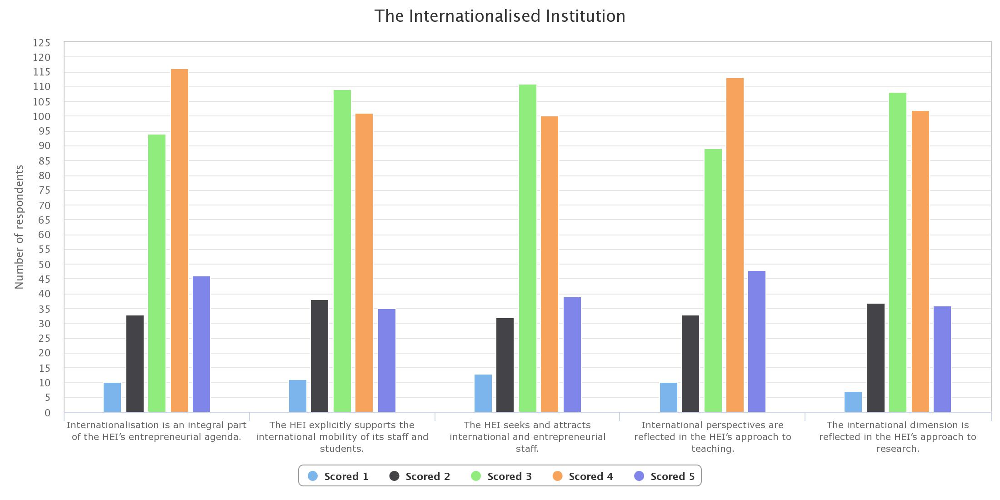 The Internationalised Institution
Number of respondents
125
120
115
110
105
100
95
90
85
80
75
70
65
60
55
50
45
40
35
30
25
20
15
10
5
0
Internationalisation is an integral part
of the HEI’s entrepreneurial agenda.
The HEI explicitly supports the
international mobility of its staff and
students.
The HEI seeks and attracts
international and entrepreneurial
staff.
International perspectives are
reflected in the HEI’s approach to
teaching.
The international dimension is
reflected in the HEI’s approach to
research.
Scored 1 Scored 2 Scored 3 Scored 4 Scored 5